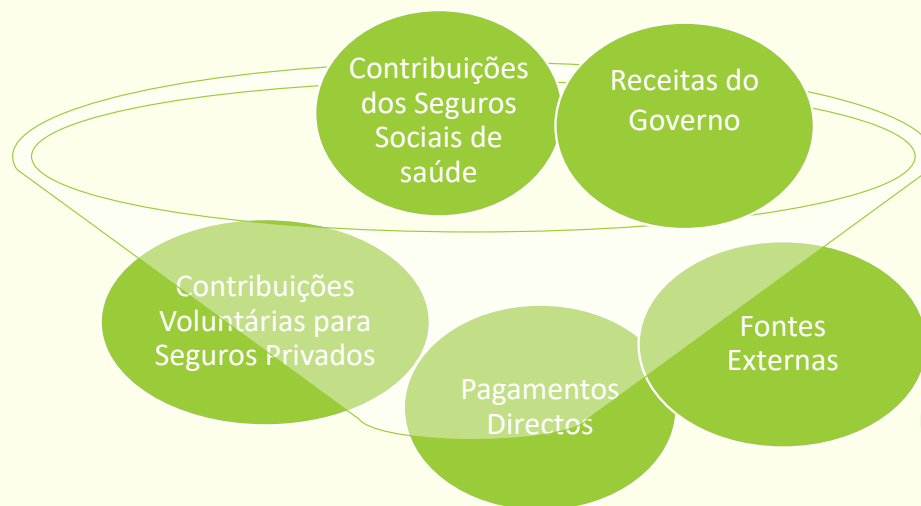 Contribuições
dos Seguros
Sociais de
saúde
Receitas do
Governo
Contribuições
Voluntárias para
Seguros Privados
Pagamentos
Directos
Fontes
Externas